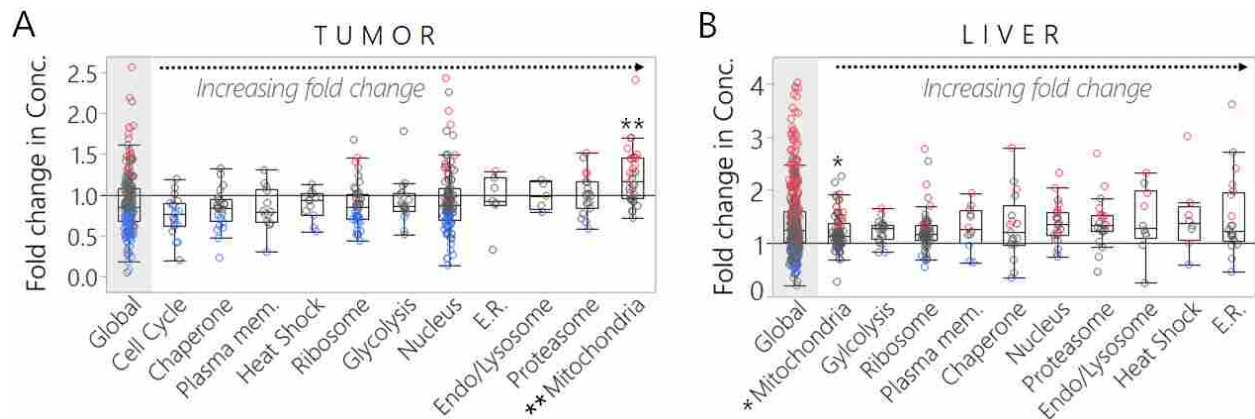 A
TUMOR
Fold change in Conc.
2.5
2.0
1.5
1.0
0.5
0.0
Increasing fold change
**
Global
Cell Cycle
Chaperone
Plasma mem.
Heat Shock
Ribosome
Glycolysis
Nucleus
E.R.
Endo/Lysosome
Proteasome
**Mitochondria
B
LIVER
Fold change in Conc.
4
3
2
1
0
Increasing fold change
*
Global
*Mitochondria
Gylcolysis
Ribosome
Plasma mem.
Chaperone
Nucleus
Proteasome
Endo/Lysosome
Heat Shock
E.R.